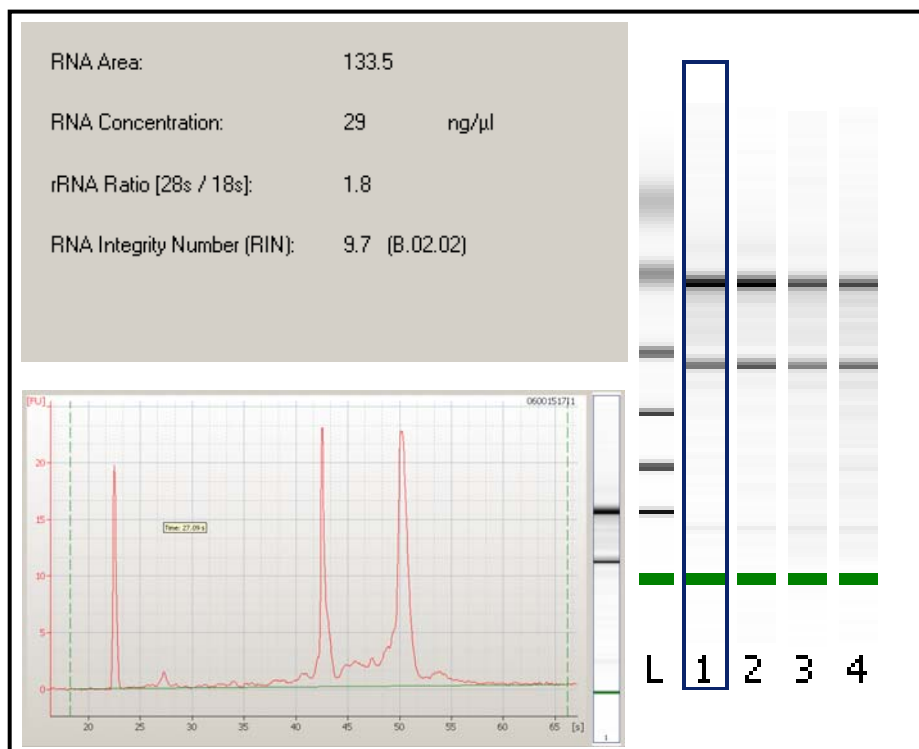 RNA Area: 133.5
RNA Concentration: 29 ng/µl
rRNA Ratio [28s / 18s]: 1.8
RNA Integrity Number (RIN): 9.7 (B.02.02)
[FU]
20
15
10
5
0
Time: 27.09 s
20 25 30 35 40 45 50 55 60 65 [s]
1
L 1 2 3 4